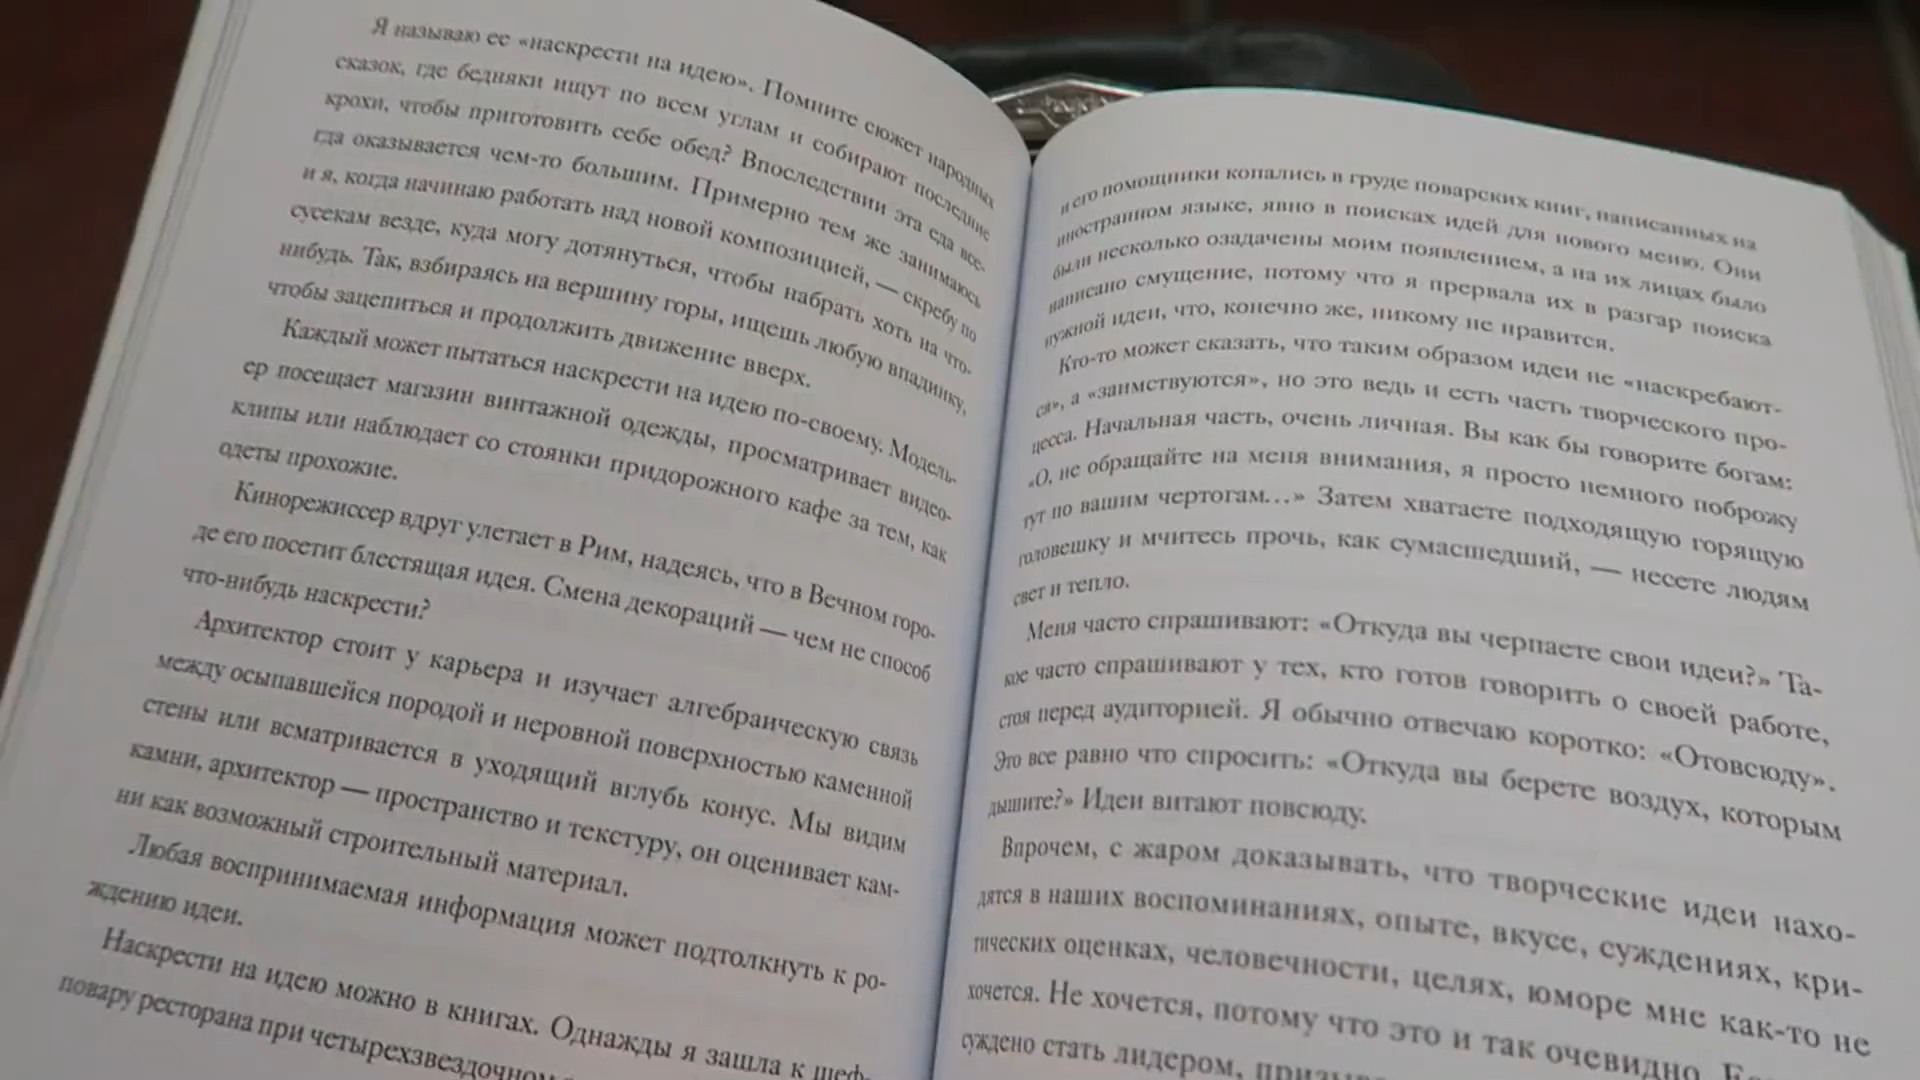 Я называю ее «наскрести на идею». Помните сюжет народных
сказок, где бедняки ищут по всем углам и собирают последние
крохи, чтобы приготовить себе обед? Впоследствии эта еда все-
гда оказывается чем-то большим. Примерно тем же занимаюсь
и я, когда начинаю работать над новой композицией, — скребу по
сусекам везде, куда могу дотянуться, чтобы набрать хоть на что-
нибудь. Так, взбираясь на вершину горы, ищешь любую впадинку,
чтобы зацепиться и продолжить движение вверх.
Каждый может пытаться наскрести на идею по-своему. Модель-
ер посещает магазин винтажной одежды, просматривает видео-
клипы или наблюдает со стоянки придорожного кафе за тем, как
одеты прохожие.
Кинорежиссер вдруг улетает в Рим, надеясь, что в Вечном горо-
де его посетит блестящая идея. Смена декораций — чем не способ
что-нибудь наскрести?
Архитектор стоит у карьера и изучает алгебраическую связь
между осыпавшейся породой и неровной поверхностью каменной
стены или всматривается в уходящий вглубь конус. Мы видим
камни, архитектор — пространство и текстуру, он оценивает кам-
ни как возможный строительный материал.
Любая воспринимаемая информация может подтолкнуть к ро-
ждению идеи.
Наскрести на идею можно в книгах. Однажды я зашла к шеф-
повару ресторана при четырехзвездочном
и его помощники копались в груде поварских книг, написанных на
иностранном языке, явно в поисках идей для нового меню. Они
были несколько озадачены моим появлением, а на их лицах было
написано смущение, потому что я прервала их в разгар поиска
нужной идеи, что, конечно же, никому не нравится.
Кто-то может сказать, что таким образом идеи не «наскребают-
ся», а «заимствуются», но это ведь и есть часть творческого про-
цесса. Начальная часть, очень личная. Вы как бы говорите богам:
«О, не обращайте на меня внимания, я просто немного поброжу
тут по вашим чертогам…» Затем хватаете подходящую горящую
головешку и мчитесь прочь, как сумасшедший, — несете людям
свет и тепло.
Меня часто спрашивают: «Откуда вы черпаете свои идеи?» Та-
кое часто спрашивают у тех, кто готов говорить о своей работе,
стоя перед аудиторией. Я обычно отвечаю коротко: «Отовсюду».
Это все равно что спросить: «Откуда вы берете воздух, которым
дышите?» Идеи витают повсюду.
Впрочем, с жаром доказывать, что творческие идеи нахо-
дятся в наших воспоминаниях, опыте, вкусе, суждениях, кри-
тических оценках, человечности, целях, юморе мне как-то не
хочется. Не хочется, потому что это и так очевидно.
суждено стать лидером,